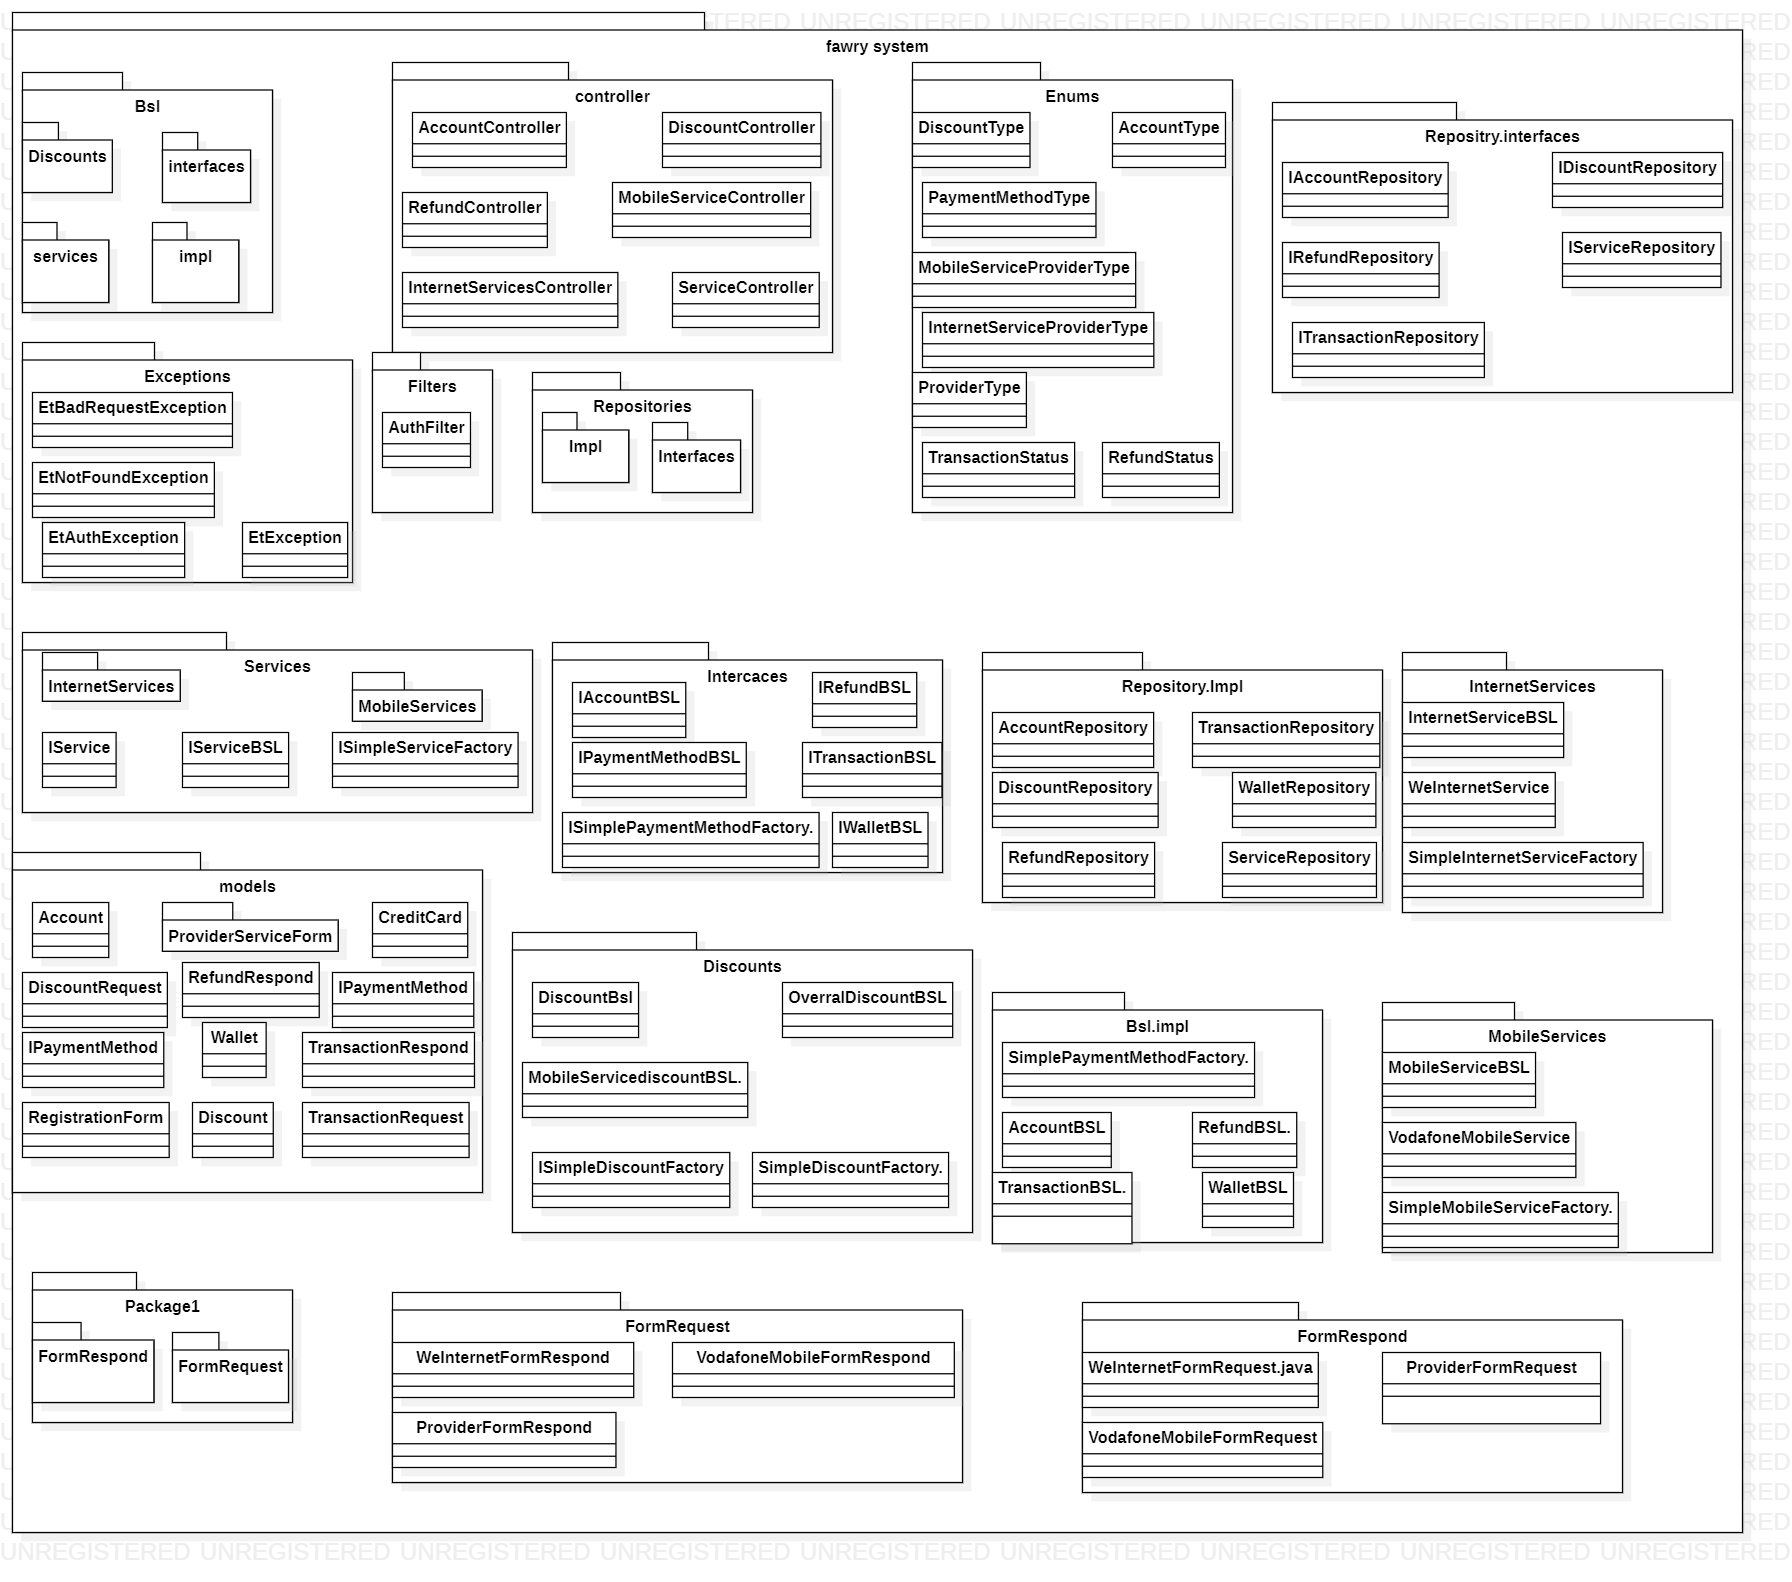 UNREGISTERED UNREGISTERED UNREGISTERED UNREGISTERED UNREGISTERED UNREGISTERED
fawry system
Bsl
Discounts
interfaces
services
impl
controller
AccountController
DiscountController
RefundController
MobileServiceController
InternetServicesController
ServiceController
Enums
DiscountType
AccountType
PaymentMethodType
MobileServiceProviderType
InternetServiceProviderType
ProviderType
TransactionStatus
RefundStatus
Repositry.interfaces
IAccountRepository
IDiscountRepository
IRefundRepository
IServiceRepository
ITransactionRepository
Exceptions
EtBadRequestException
EtNotFoundException
EtAuthException
EtException
Filters
AuthFilter
Repositories
Impl
Interfaces
Services
InternetServices
MobileServices
IService
IServiceBSL
ISimpleServiceFactory
Intercaces
IAccountBSL
IRefundBSL
IPaymentMethodBSL
ITransactionBSL
ISimplePaymentMethodFactory.
IWalletBSL
Repository.Impl
AccountRepository
TransactionRepository
DiscountRepository
WalletRepository
RefundRepository
ServiceRepository
InternetServices
InternetServiceBSL
WeInternetService
SimpleInternetServiceFactory
models
Account
ProviderServiceForm
CreditCard
DiscountRequest
RefundRespond
IPaymentMethod
IPaymentMethod
Wallet
TransactionRespond
RegistrationForm
Discount
TransactionRequest
Discounts
DiscountBsl
OverralDiscountBSL
MobileServicediscountBSL.
ISimpleDiscountFactory
SimpleDiscountFactory.
Bsl.impl
SimplePaymentMethodFactory.
AccountBSL
RefundBSL.
TransactionBSL.
WalletBSL
MobileServices
MobileServiceBSL
VodafoneMobileService
SimpleMobileServiceFactory.
Package1
FormRespond
FormRequest
FormRequest
WeInternetFormRespond
VodafoneMobileFormRespond
ProviderFormRespond
FormRespond
WeInternetFormRequest.java
ProviderFormRequest
VodafoneMobileFormRequest
UNREGISTERED UNREGISTERED UNREGISTERED UNREGISTERED UNREGISTERED UNREGISTERED UNREGISTERED UNREGISTERED UNREGISTERED